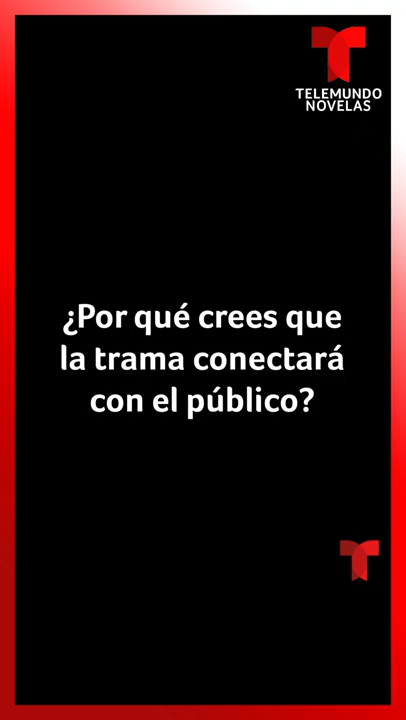 TELEMUNDO
NOVELAS
¿Por qué crees que
la trama conectará
con el público?